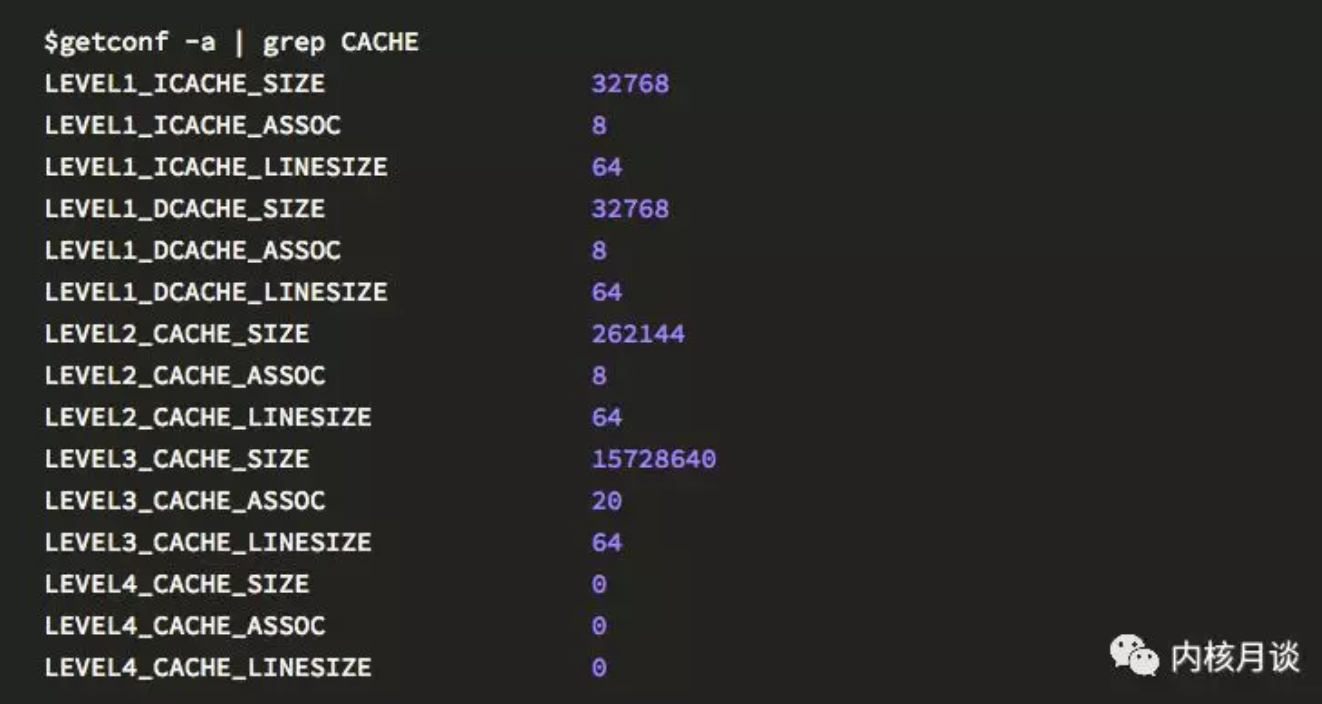 $getconf -a | grep CACHE
LEVEL1_ICACHE_SIZE 32768
LEVEL1_ICACHE_ASSOC 8
LEVEL1_ICACHE_LINESIZE 64
LEVEL1_DCACHE_SIZE 32768
LEVEL1_DCACHE_ASSOC 8
LEVEL1_DCACHE_LINESIZE 64
LEVEL2_CACHE_SIZE 262144
LEVEL2_CACHE_ASSOC 8
LEVEL2_CACHE_LINESIZE 64
LEVEL3_CACHE_SIZE 15728640
LEVEL3_CACHE_ASSOC 20
LEVEL3_CACHE_LINESIZE 64
LEVEL4_CACHE_SIZE 0
LEVEL4_CACHE_ASSOC 0
LEVEL4_CACHE_LINESIZE 0
内核月谈